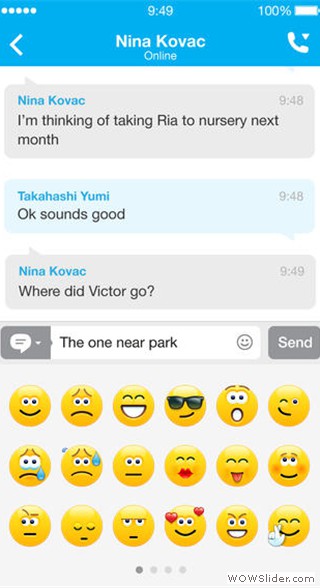 9:49 100%
Nina Kovac
Online
Nina Kovac 9:48
I'm thinking of taking Ria to nursery next
month
Takahashi Yumi 9:48
Ok sounds good
Nina Kovac 9:49
Where did Victor go?
The one near park Send
WowSlider.com